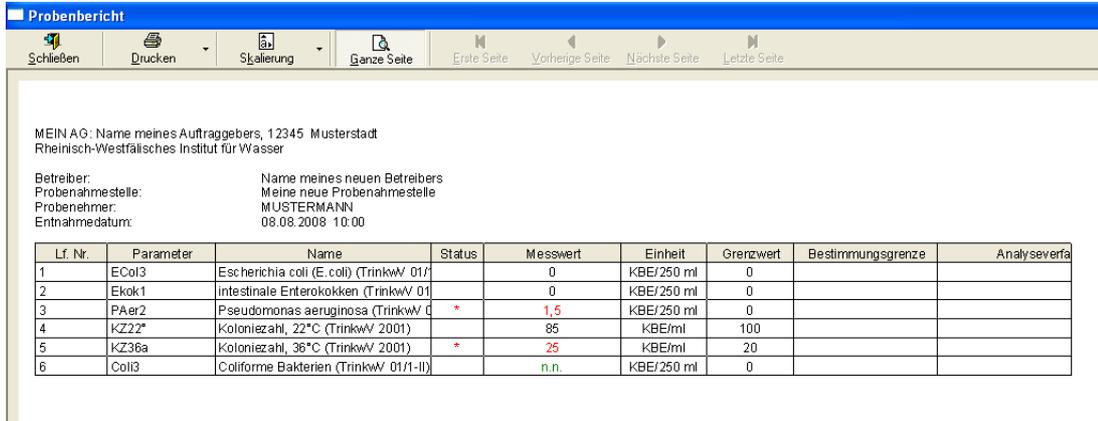 Probenbericht
Schließen Drucken Skalierung Ganze Seite Erste Seite Vorherige Seite Nächste Seite Letzte Seite
MEIN AG: Name meines Auftraggebers, 12345 Musterstadt
Rheinisch-Westfälisches Institut für Wasser
Betreiber: Name meines neuen Betreibers
Probenahmestelle: Meine neue Probenahmestelle
Probenehmer: MUSTERMANN
Entnahmedatum: 08.08.2008 10:00
Lf. Nr. Parameter Name Status Messwert Einheit Grenzwert Bestimmungsgrenze Analyseverfa
1 ECol3 Escherichia coli (E.coli) (TrinkwV 01/1 0 KBE/250 ml 0
2 Ekok1 intestinale Enterokokken (TrinkwV 01 0 KBE/250 ml 0
3 PAer2 Pseudomonas aeruginosa (TrinkwV 0 * 1,5 KBE/250 ml 0
4 KZ22° Koloniezahl, 22°C (TrinkwV 2001) 85 KBE/ml 100
5 KZ36a Koloniezahl, 36°C (TrinkwV 2001) * 25 KBE/ml 20
6 Coli3 Coliforme Bakterien (TrinkwV 01/1-II) n.n. KBE/250 ml 0